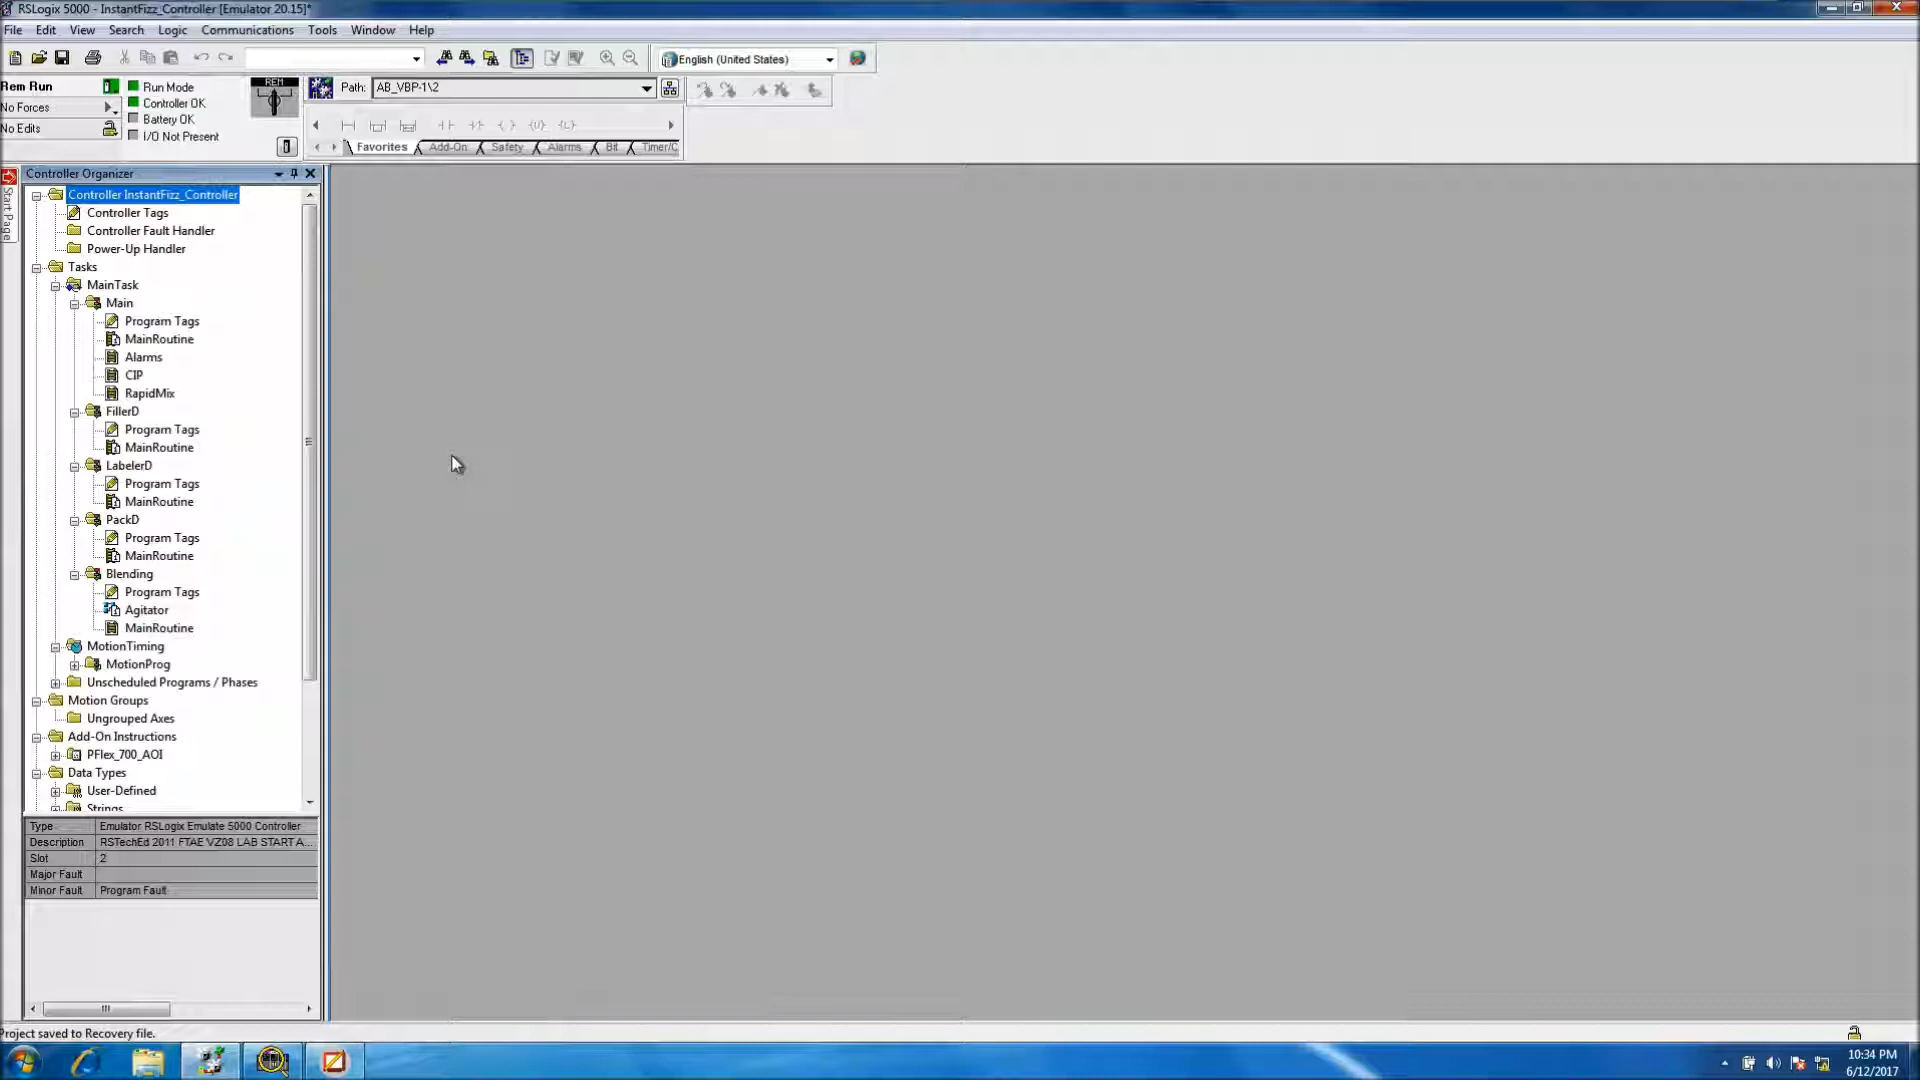 RSLogix 5000 - InstantFizz_Controller [Emulator 20.15]*
File Edit View Search Logic Communications Tools Window Help
English (United States)
Rem Run
No Forces
No Edits
Run Mode
Controller OK
Battery OK
I/O Not Present
REM
Path: AB_VBP-1\2
Favorites Add-On Safety Alarms Bit Timer/C
Start Page
Controller Organizer
Controller InstantFizz_Controller
Controller Tags
Controller Fault Handler
Power-Up Handler
Tasks
MainTask
Main
Program Tags
MainRoutine
Alarms
CIP
RapidMix
FillerD
Program Tags
MainRoutine
LabelerD
Program Tags
MainRoutine
PackD
Program Tags
MainRoutine
Blending
Program Tags
Agitator
MainRoutine
MotionTiming
MotionProg
Unscheduled Programs / Phases
Motion Groups
Ungrouped Axes
Add-On Instructions
PFlex_700_AOI
Data Types
User-Defined
Strings
Type Emulator RSLogix Emulate 5000 Controller
Description RSTechEd 2011 FTAE VZ08 LAB START A...
Slot 2
Major Fault
Minor Fault Program Fault
Project saved to Recovery file.
10:34 PM
6/12/2017